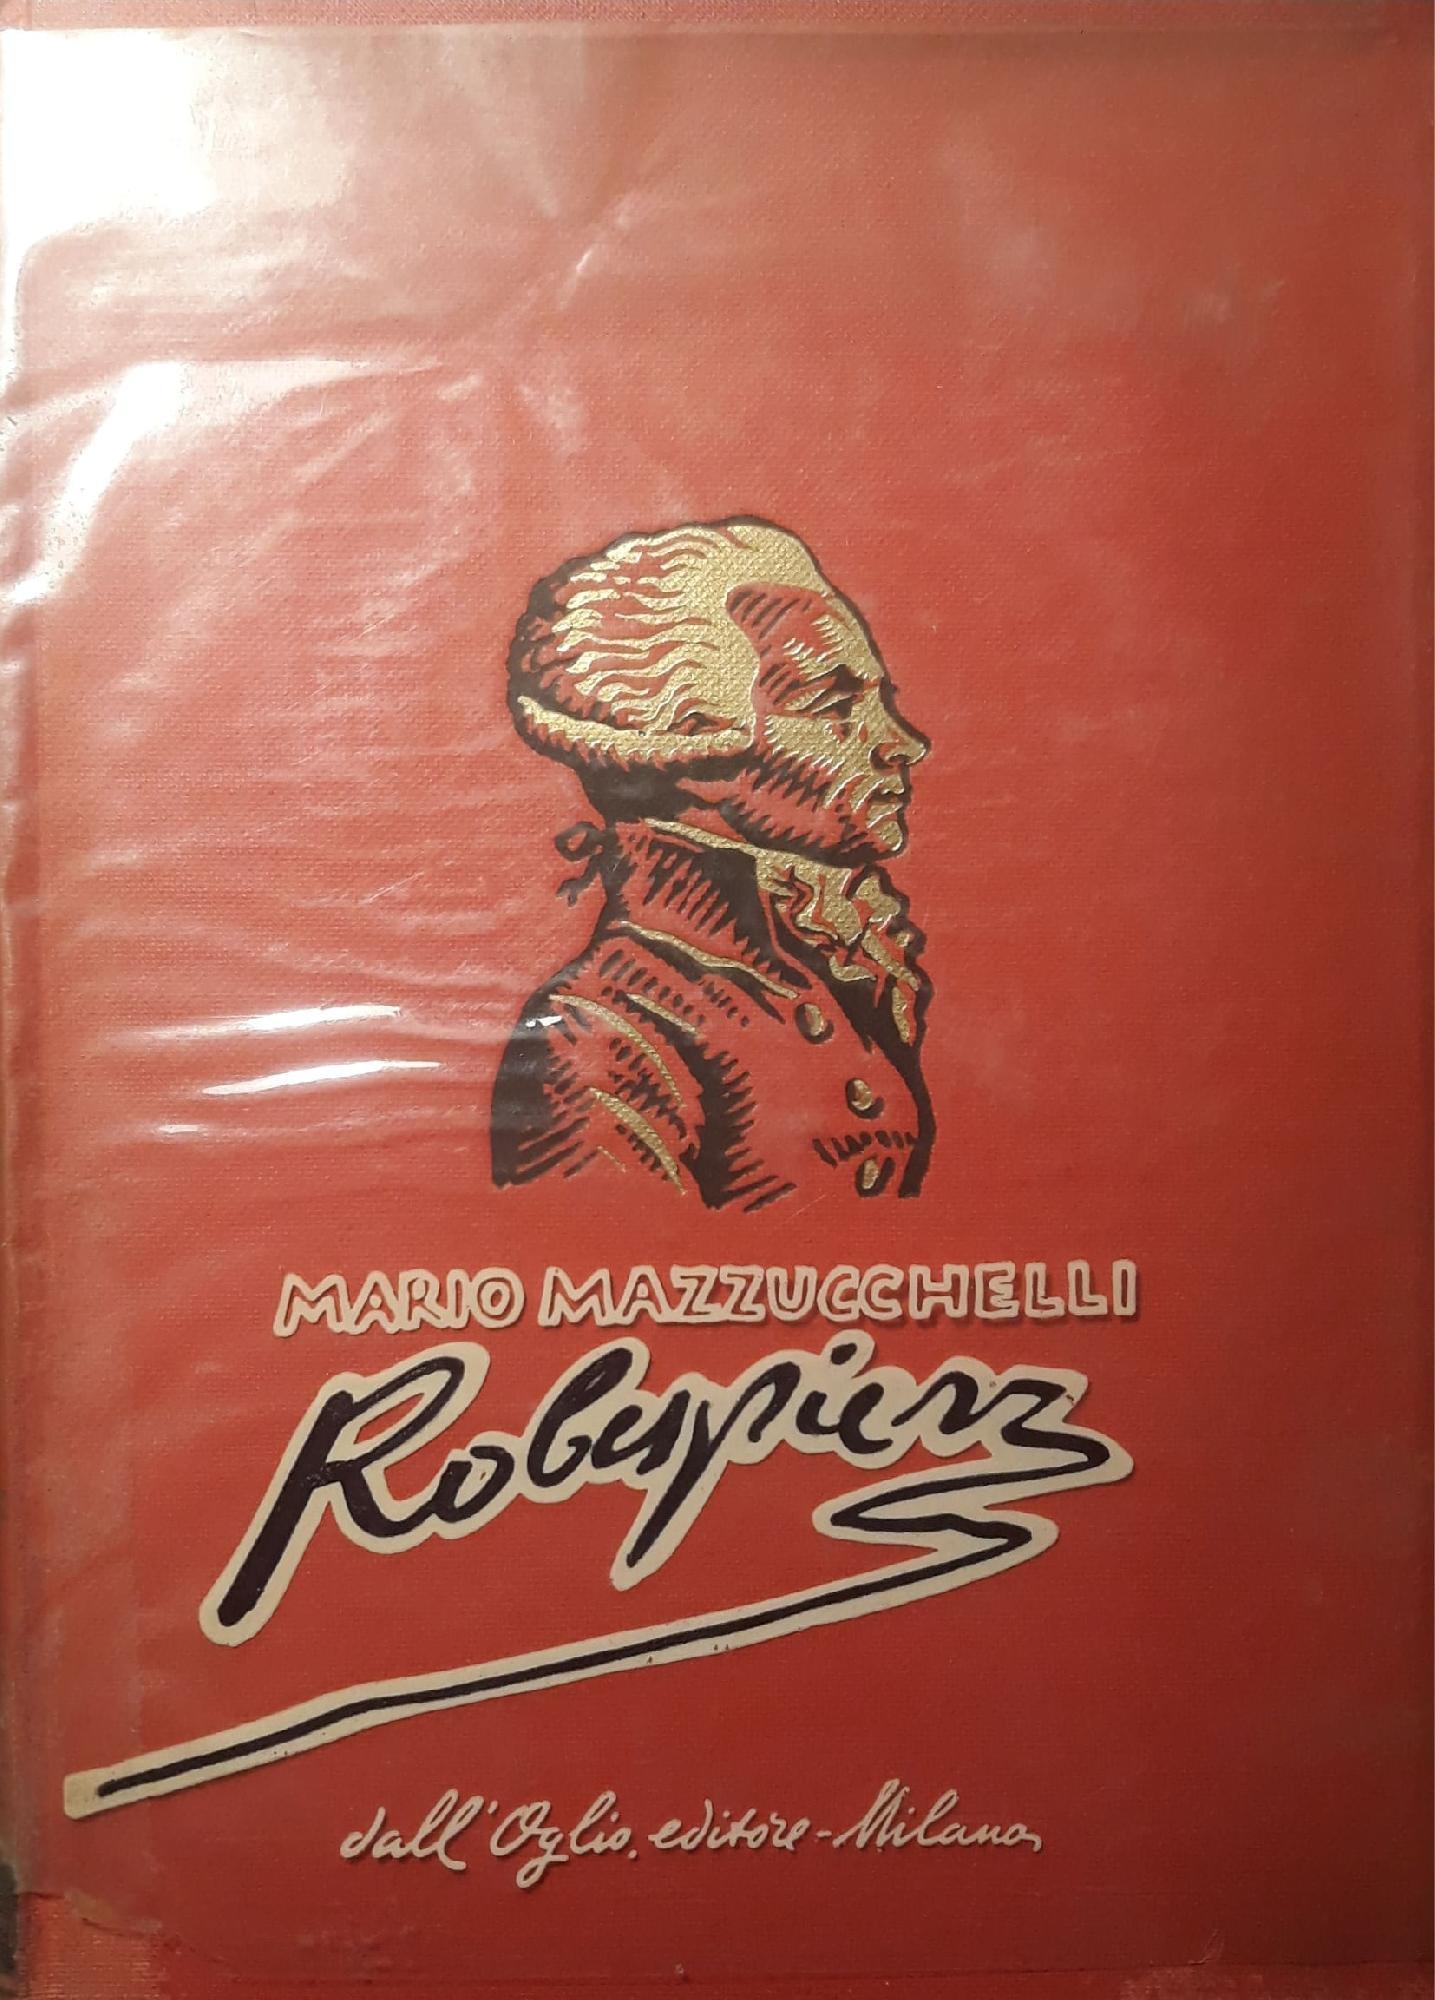 MARIO MAZZUCCHELLI
Robespierre
dall'Oglio, editore - Milano